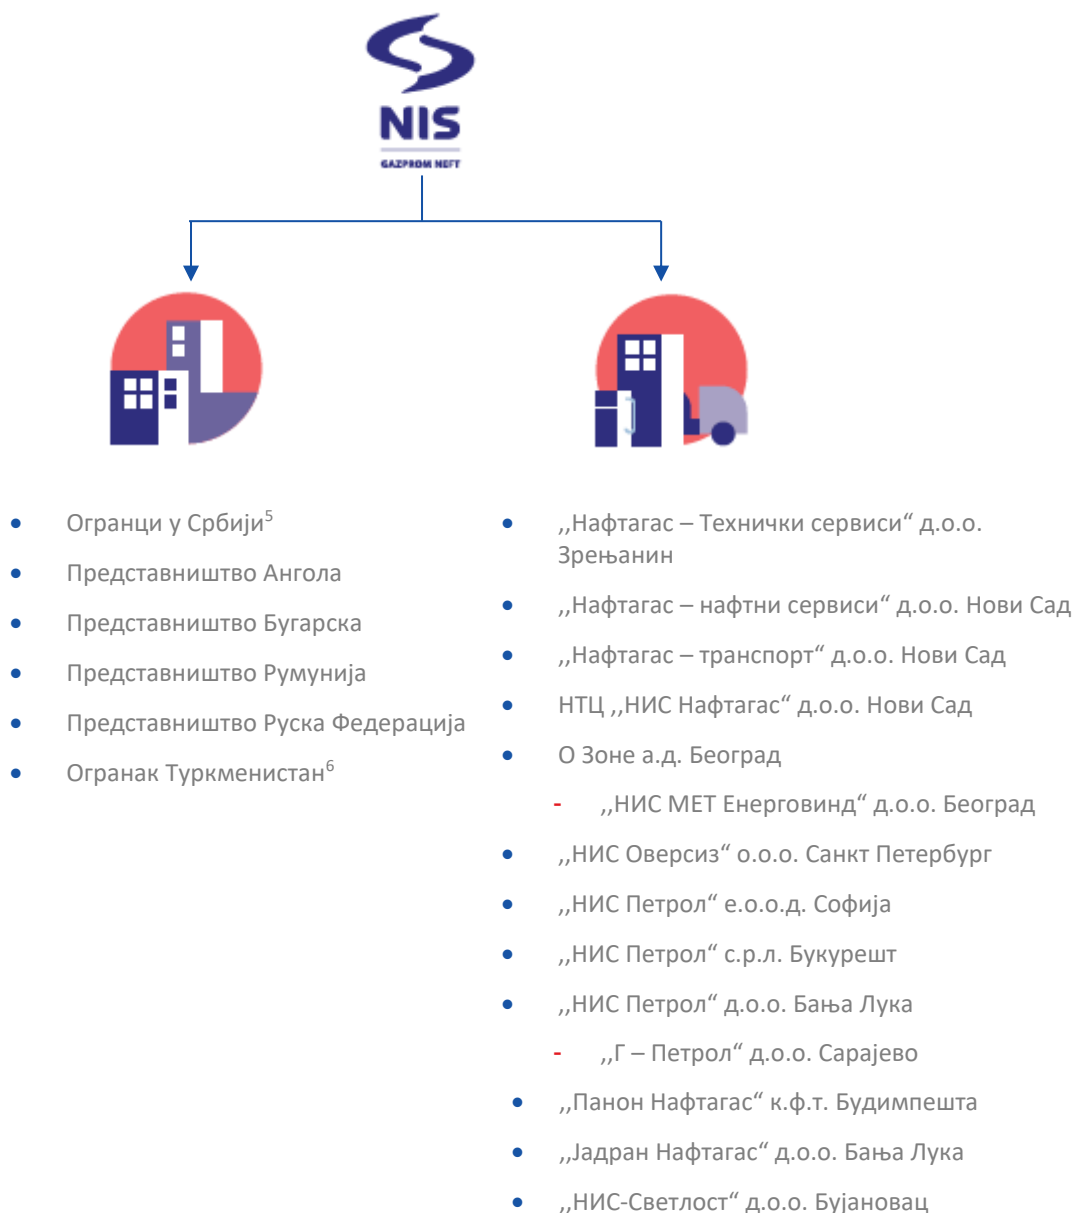 NIS
GAZPROM NEFT
Огранци у Србији⁵
Представништво Ангола
Представништво Бугарска
Представништво Румунија
Представништво Руска Федерација
Огранак Туркменистан⁶
,,Нафтагас – Технички сервиси“ д.о.о.
Зрењанин
,,Нафтагас – нафтни сервиси“ д.о.о. Нови Сад
,,Нафтагас – транспорт“ д.о.о. Нови Сад
НТЦ ,,НИС Нафтагас“ д.о.о. Нови Сад
О Зоне а.д. Београд
- ,,НИС МЕТ Енерговинд“ д.о.о. Београд
,,НИС Оверсиз“ о.о.о. Санкт Петербург
,,НИС Петрол“ е.о.о.д. Софија
,,НИС Петрол“ с.р.л. Букурешт
,,НИС Петрол“ д.о.о. Бања Лука
- ,,Г – Петрол“ д.о.о. Сарајево
,,Панон Нафтагас“ к.ф.т. Будимпешта
,,Јадран Нафтагас“ д.о.о. Бања Лука
,,НИС-Светлост“ д.о.о. Бујановац